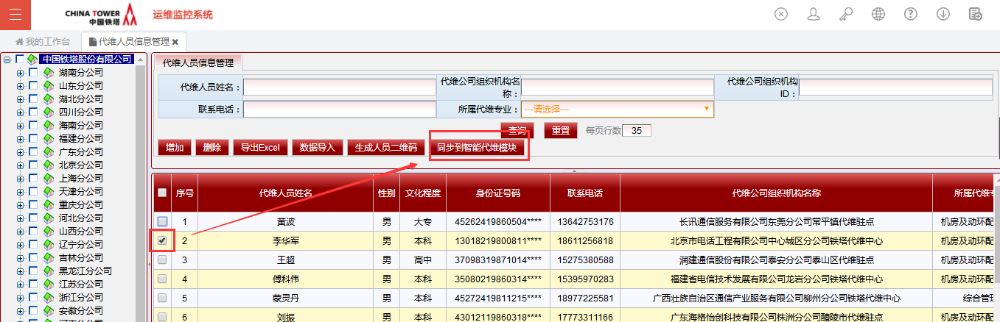 CHINA TOWER
中国铁塔
运维监控系统
我的工作台
代维人员信息管理
中国铁塔股份有限公司
湖南分公司
山东分公司
湖北分公司
四川分公司
海南分公司
福建分公司
广东分公司
北京分公司
上海分公司
天津分公司
重庆分公司
河北分公司
山西分公司
辽宁分公司
吉林分公司
黑龙江分公司
江苏分公司
浙江分公司
安徽分公司
代维人员信息管理
代维人员姓名：
代维公司组织机构名
称：
代维公司组织机构
ID：
联系电话：
所属代维专业：
---请选择---
查询 重置 每页行数 35
增加 删除 导出Excel 数据导入 生成人员二维码 同步到智能代维模块
序号 代维人员姓名 性别 文化程度 身份证号码 联系电话 代维公司组织机构名称 所属代维
1 黄波 男 大专 45262419860504**** 13642753176 长讯通信服务有限公司东莞分公司常平镇代维驻点 机房及动环配
2 李华军 男 本科 13018219800811**** 18611256818 北京市电话工程有限公司中心城区分公司铁塔代维中心 机房及动环配
3 王超 男 高中 37098319871014**** 15275380588 润建通信股份有限公司泰安分公司泰山区代维驻点 机房及动环配
4 傅科伟 男 本科 35080219860314**** 15395970283 福建省电信技术发展有限公司龙岩分公司铁塔代维中心 机房及动环配
5 蒙灵丹 男 本科 45272419811215**** 18977225581 广西壮族自治区通信产业服务有限公司柳州分公司铁塔代维中心 综合管
6 刘振 男 本科 43012119860318**** 17773311166 广东海格怡创科技有限公司株洲分公司醴陵市代维驻点 机房及动环配